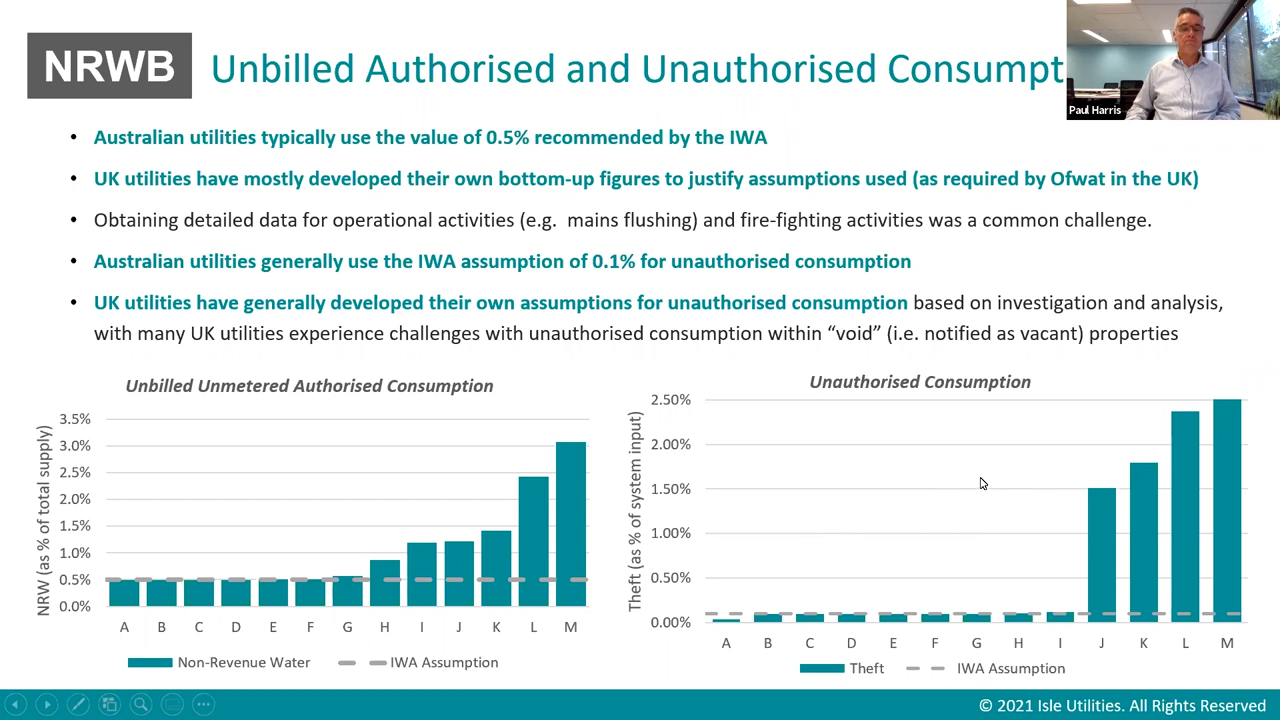 NRWB
Unbilled Authorised and Unauthorised Consumpt
Paul Harris
• Australian utilities typically use the value of 0.5% recommended by the IWA
• UK utilities have mostly developed their own bottom-up figures to justify assumptions used (as required by Ofwat in the UK)
• Obtaining detailed data for operational activities (e.g. mains flushing) and fire-fighting activities was a common challenge.
• Australian utilities generally use the IWA assumption of 0.1% for unauthorised consumption
• UK utilities have generally developed their own assumptions for unauthorised consumption based on investigation and analysis,
with many UK utilities experience challenges with unauthorised consumption within “void” (i.e. notified as vacant) properties
Unbilled Unmetered Authorised Consumption
NRW (as % of total supply)
3.5%
3.0%
2.5%
2.0%
1.5%
1.0%
0.5%
0.0%
A B C D E F G H I J K L M
Non-Revenue Water IWA Assumption
Unauthorised Consumption
Theft (as % of system input)
2.50%
2.00%
1.50%
1.00%
0.50%
0.00%
A B C D E F G H I J K L M
Theft IWA Assumption
© 2021 Isle Utilities. All Rights Reserved